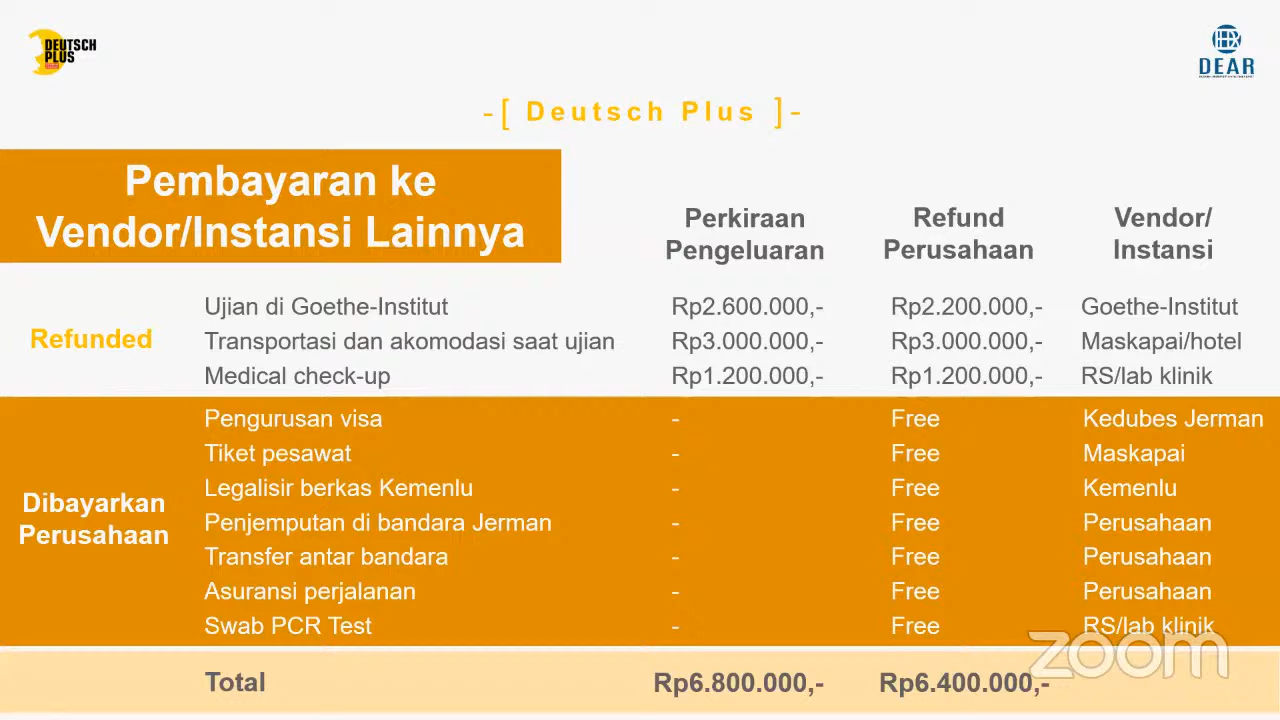 DEUTSCH
PLUS
DEAR
-[ Deutsch Plus ]-
Pembayaran ke
Vendor/Instansi Lainnya
Perkiraan Pengeluaran
Refund Perusahaan
Vendor/ Instansi
Refunded
Ujian di Goethe-Institut Rp2.600.000,- Rp2.200.000,- Goethe-Institut
Transportasi dan akomodasi saat ujian Rp3.000.000,- Rp3.000.000,- Maskapai/hotel
Medical check-up Rp1.200.000,- Rp1.200.000,- RS/lab klinik
Dibayarkan Perusahaan
Pengurusan visa - Free Kedubes Jerman
Tiket pesawat - Free Maskapai
Legalisir berkas Kemenlu - Free Kemenlu
Penjemputan di bandara Jerman - Free Perusahaan
Transfer antar bandara - Free Perusahaan
Asuransi perjalanan - Free Perusahaan
Swab PCR Test - Free RS/lab klinik
Total Rp6.800.000,- Rp6.400.000,-
zoom